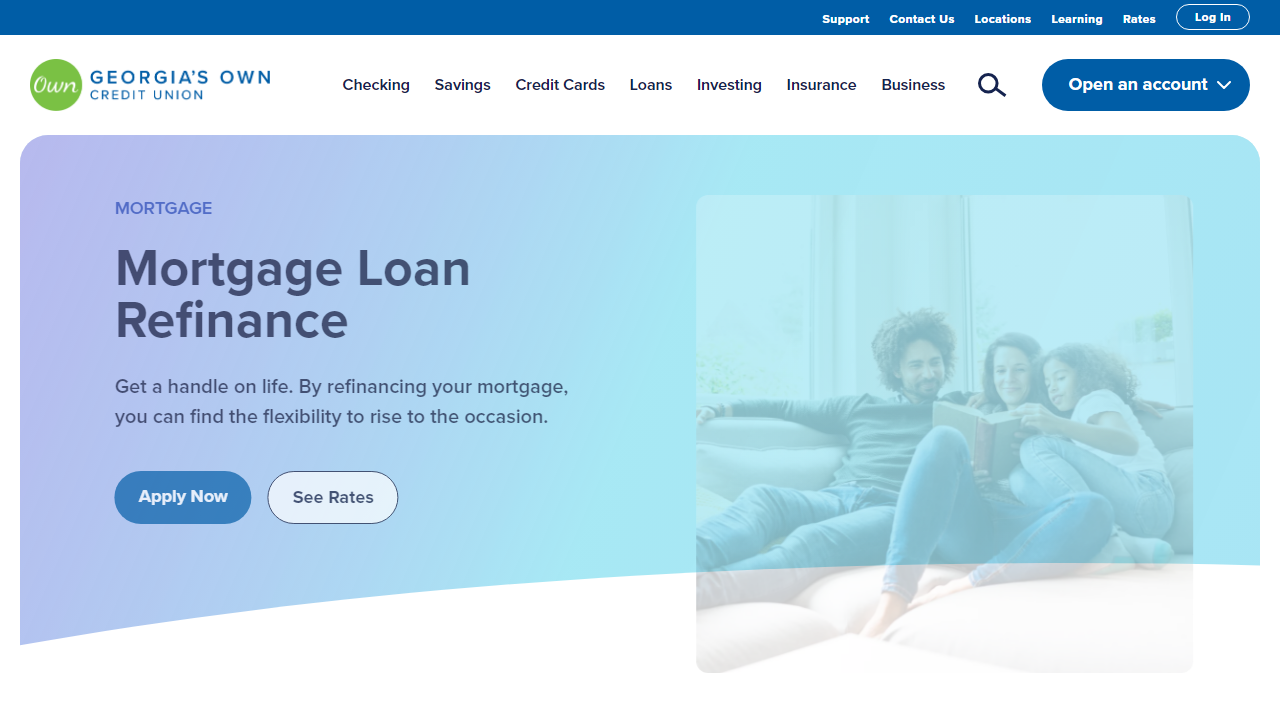 Support Contact Us Locations Learning Rates Log In
Own GEORGIA'S OWN
CREDIT UNION
Checking Savings Credit Cards Loans Investing Insurance Business Open an account
MORTGAGE
Mortgage Loan
Refinance
Get a handle on life. By refinancing your mortgage,
you can find the flexibility to rise to the occasion.
Apply Now See Rates